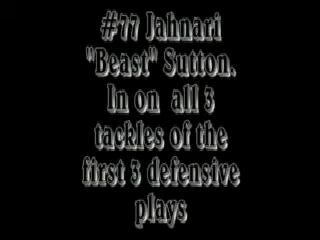 #77 Jahnari
"Beast" Sutton.
In on all 3
tackles of the
first 3 defensive
plays